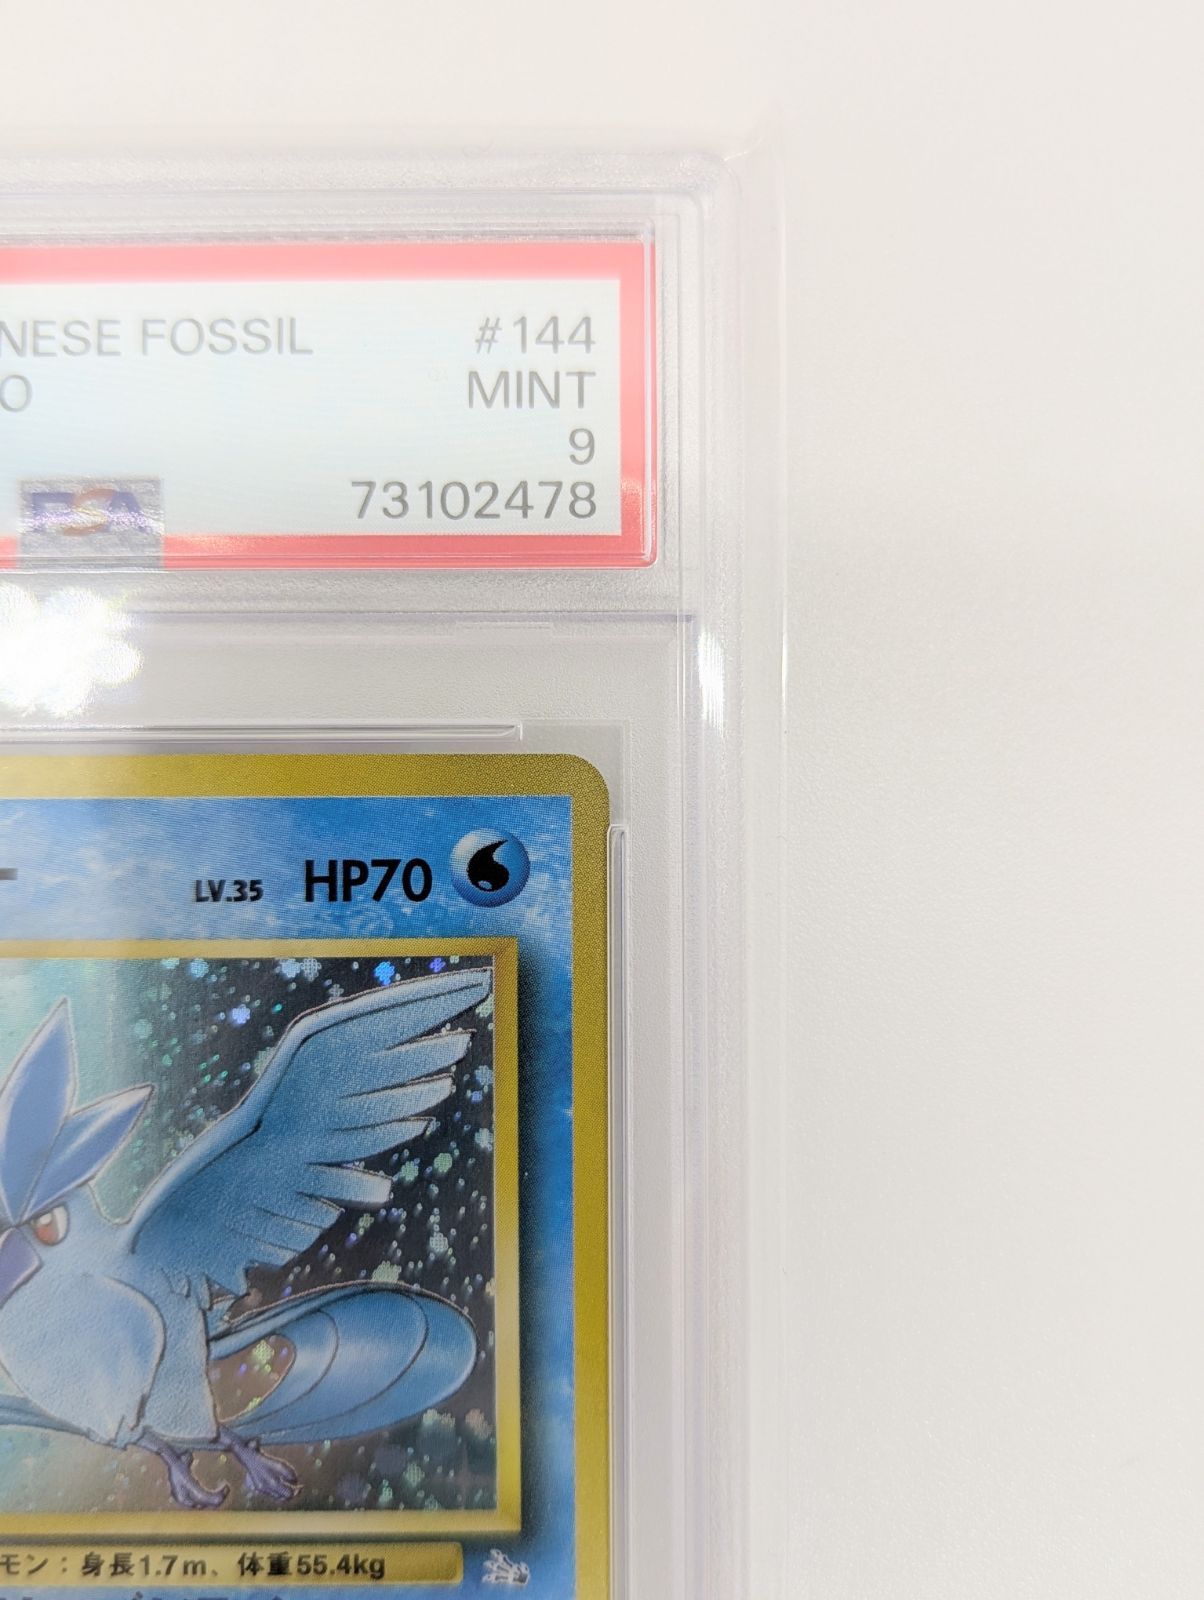 NESE FOSSIL #144
O MINT
9
PSA 73102478
LV.35 HP70
モン：身長1.7m、体重55.4kg